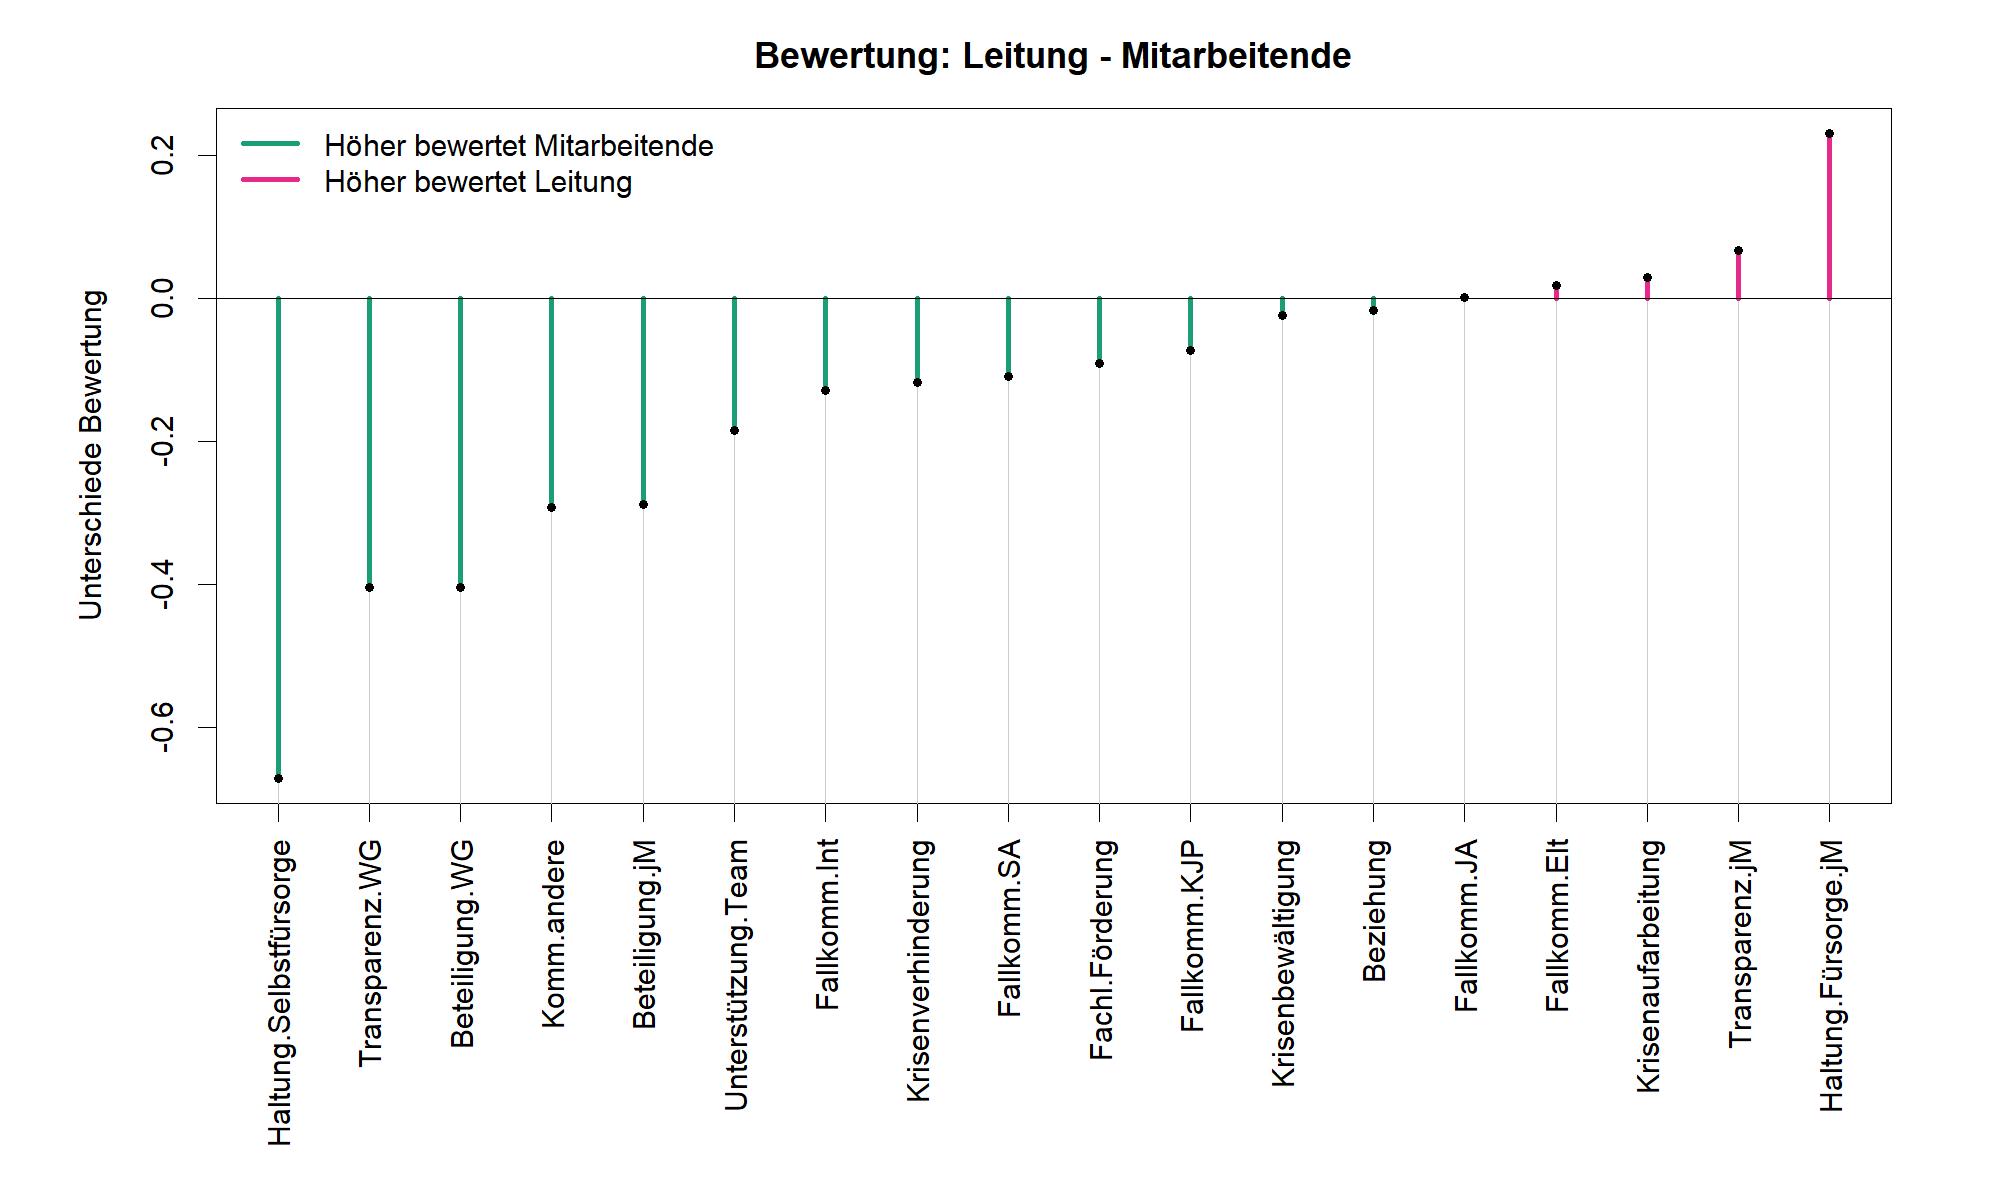 Bewertung: Leitung - Mitarbeitende
Höher bewertet Mitarbeitende
Höher bewertet Leitung
Unterschiede Bewertung
0.2
0.0
-0.2
-0.4
-0.6
Haltung.Selbstfürsorge
Transparenz.WG
Beteiligung.WG
Komm.andere
Beteiligung.jM
Unterstützung.Team
Fallkomm.Int
Krisenverhinderung
Fallkomm.SA
Fachl.Förderung
Fallkomm.KJP
Krisenbewältigung
Beziehung
Fallkomm.JA
Fallkomm.Elt
Krisenaufarbeitung
Transparenz.jM
Haltung.Fürsorge.jM